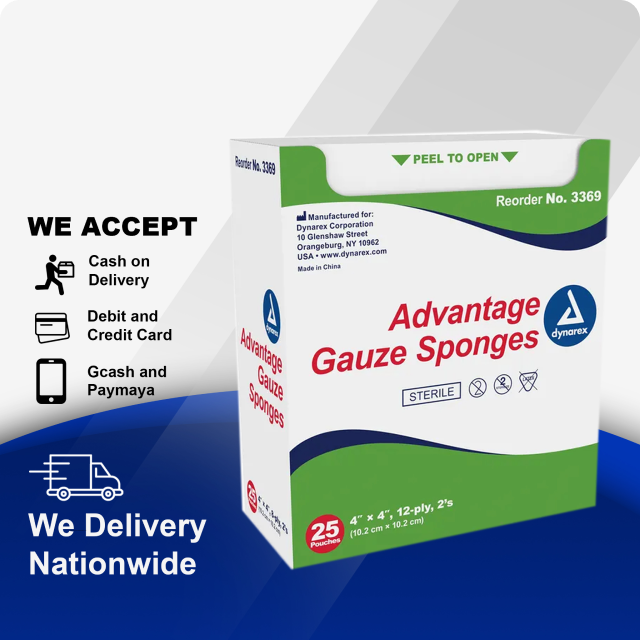 WE ACCEPT
Cash on
Delivery
Debit and
Credit Card
Gcash and
Paymaya
We Delivery
Nationwide
Reorder No. 3369
dynarex
Advantage
Gauze
Sponges
25
PEEL TO OPEN
Reorder No. 3369
Manufactured for:
Dynarex Corporation
10 Glenshaw Street
Orangeburg, NY 10962
USA • www.dynarex.com
Made in China
Advantage
Gauze Sponges
dynarex
STERILE
2
2
25
Pouches
4″ × 4″, 12-ply, 2’s
(10.2 cm × 10.2 cm)